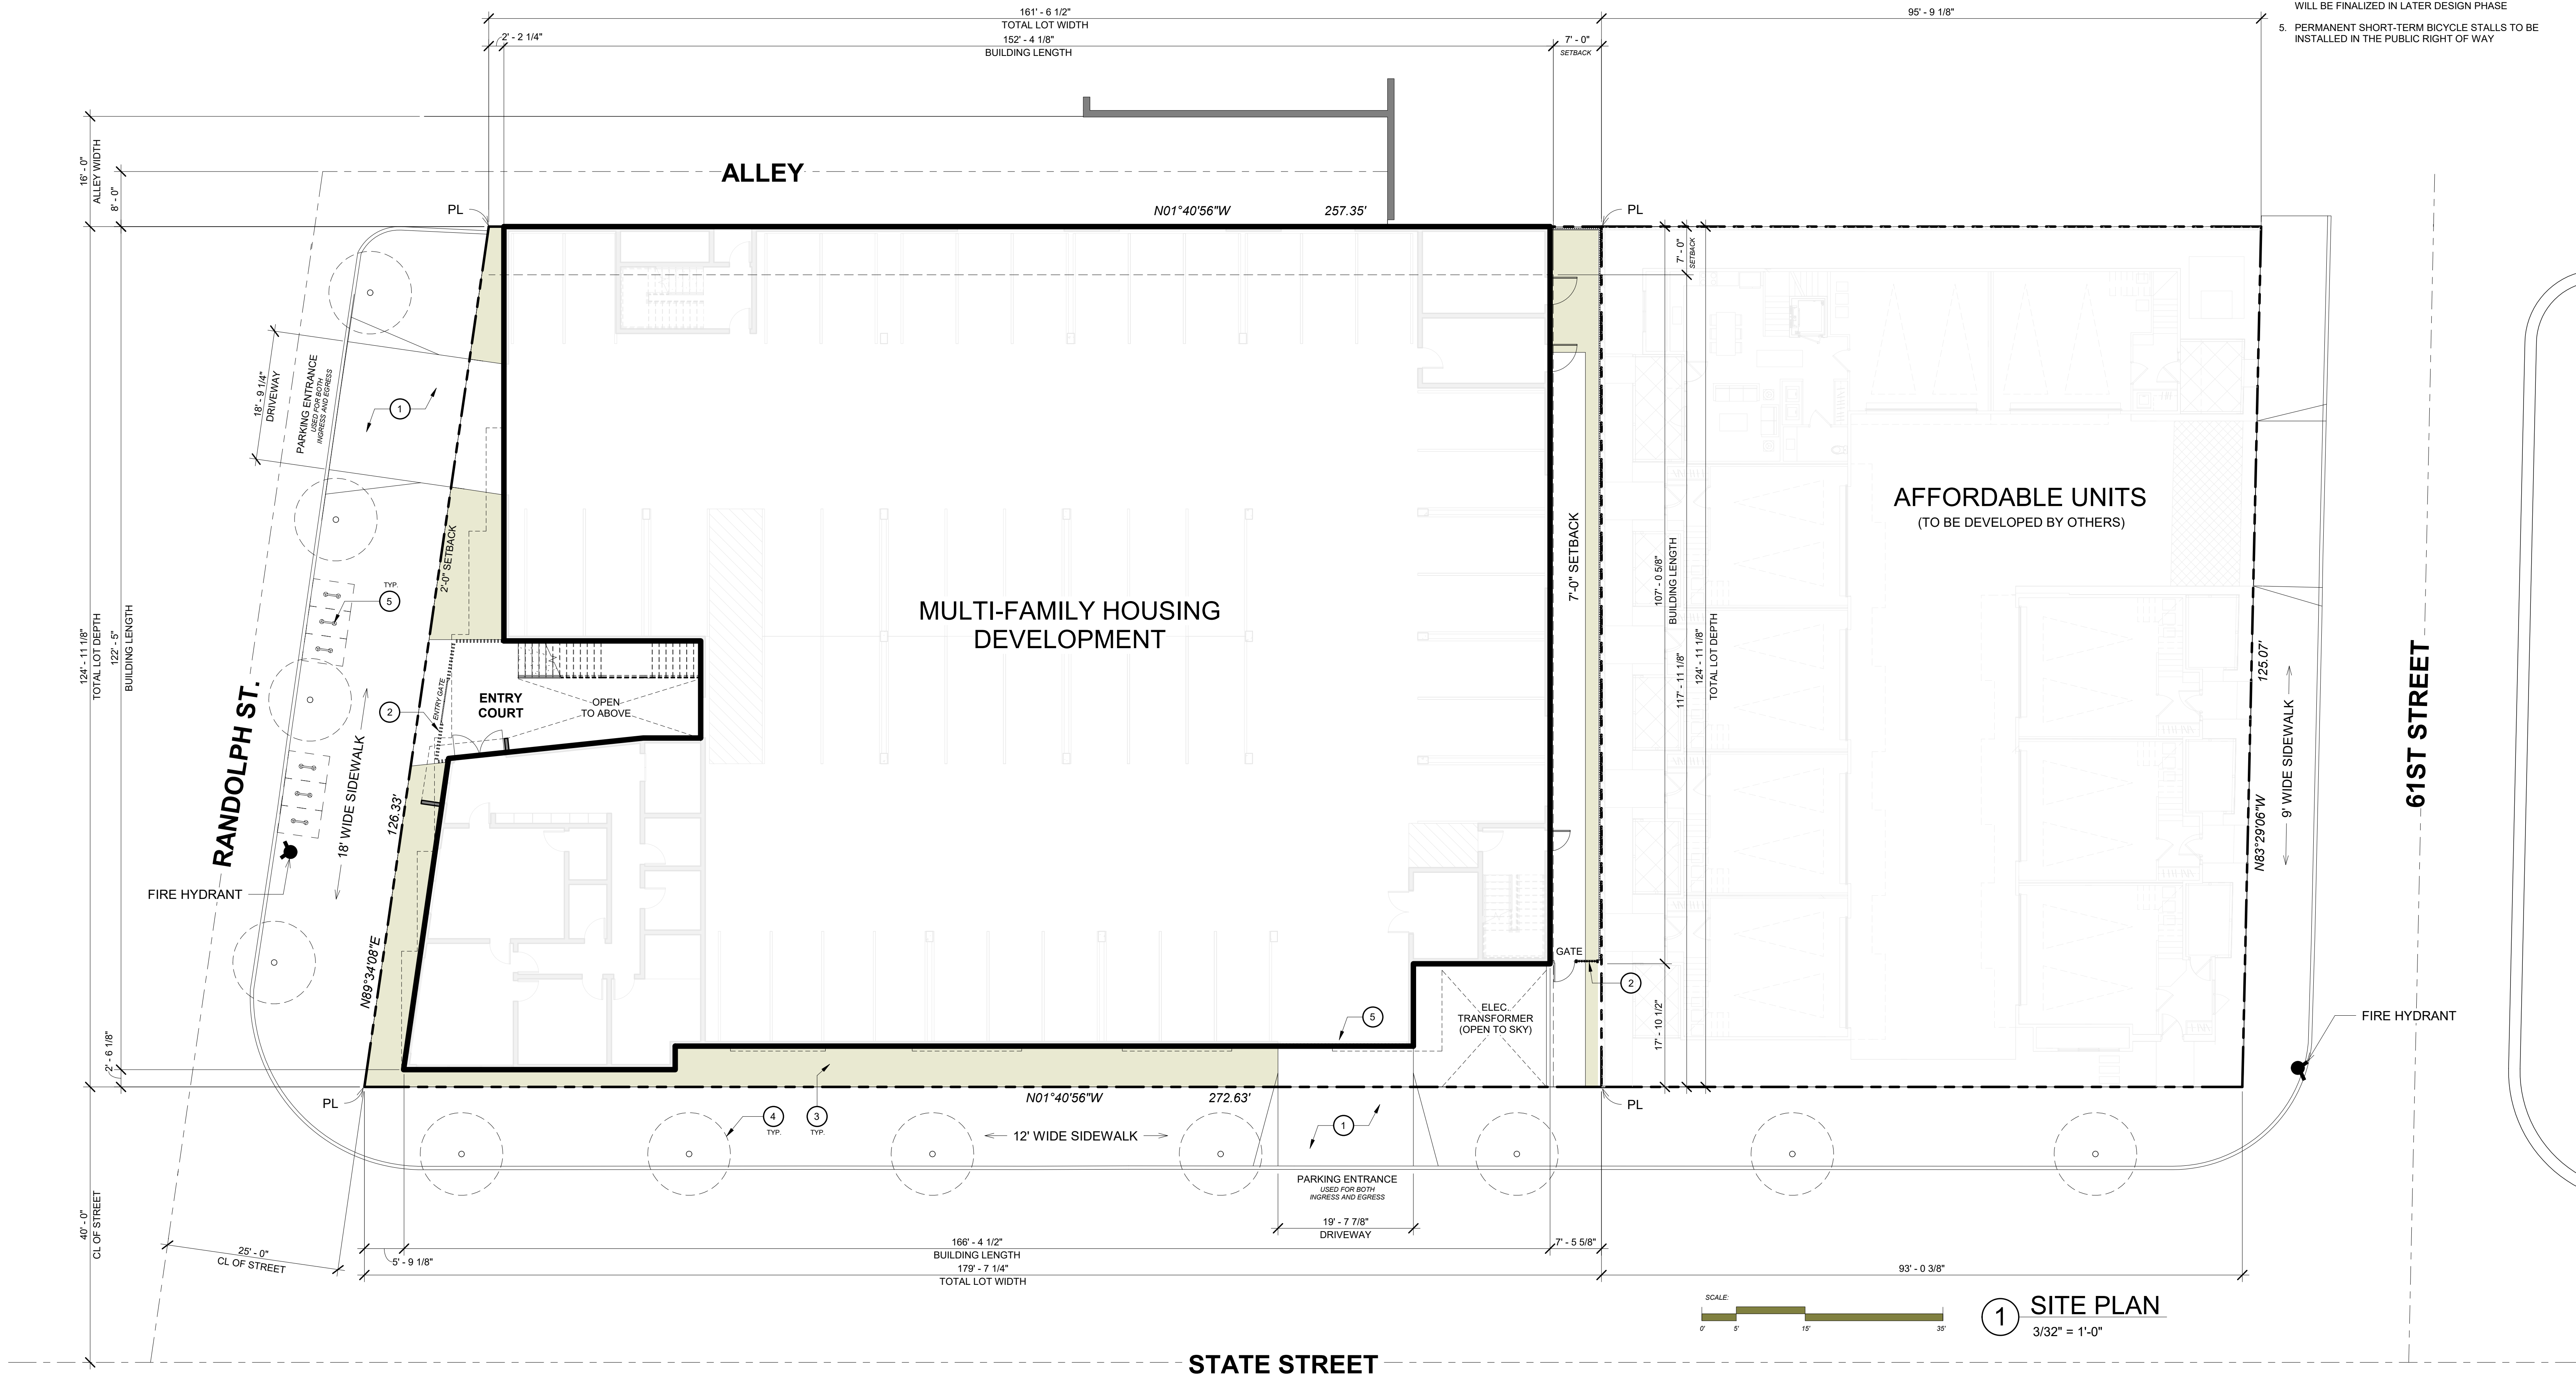 161' - 6 1/2"
TOTAL LOT WIDTH
95' - 9 1/8"
WILL BE FINALIZED IN LATER DESIGN PHASE
5. PERMANENT SHORT-TERM BICYCLE STALLS TO BE
INSTALLED IN THE PUBLIC RIGHT OF WAY
2' - 2 1/4"
152' - 4 1/8"
BUILDING LENGTH
7' - 0"
SETBACK
16' - 0"
ALLEY WIDTH
8' - 0"
ALLEY
PL
N01°40'56"W
257.35'
PL
7' - 0"
SETBACK
18' - 9 1/4"
DRIVEWAY
PARKING ENTRANCE
USED FOR BOTH
INGRESS AND EGRESS
1
2'-0" SETBACK
TYP.
5
124' - 11 1/8"
TOTAL LOT DEPTH
122' - 5"
BUILDING LENGTH
MULTI-FAMILY HOUSING
DEVELOPMENT
7'-0" SETBACK
107' - 0 5/8"
BUILDING LENGTH
117' - 11 1/8"
124' - 11 1/8"
TOTAL LOT DEPTH
AFFORDABLE UNITS
(TO BE DEVELOPED BY OTHERS)
125.07'
9' WIDE SIDEWALK
N83°29'06"W
61ST STREET
RANDOLPH ST.
2
ENTRY GATE
ENTRY
COURT
OPEN
TO ABOVE
18' WIDE SIDEWALK
126.33'
FIRE HYDRANT
N89°34'08"E
GATE
2
ELEC.
TRANSFORMER
(OPEN TO SKY)
5
17' - 10 1/2"
FIRE HYDRANT
2' - 6 1/8"
PL
N01°40'56"W
272.63'
PL
4
TYP.
3
TYP.
12' WIDE SIDEWALK
1
PARKING ENTRANCE
USED FOR BOTH
INGRESS AND EGRESS
19' - 7 7/8"
DRIVEWAY
40' - 0"
CL OF STREET
25' - 0"
CL OF STREET
5' - 9 1/8"
166' - 4 1/2"
BUILDING LENGTH
7' - 5 5/8"
179' - 7 1/4"
TOTAL LOT WIDTH
93' - 0 3/8"
SCALE:
0' 5' 15' 35'
1
SITE PLAN
3/32" = 1'-0"
STATE STREET